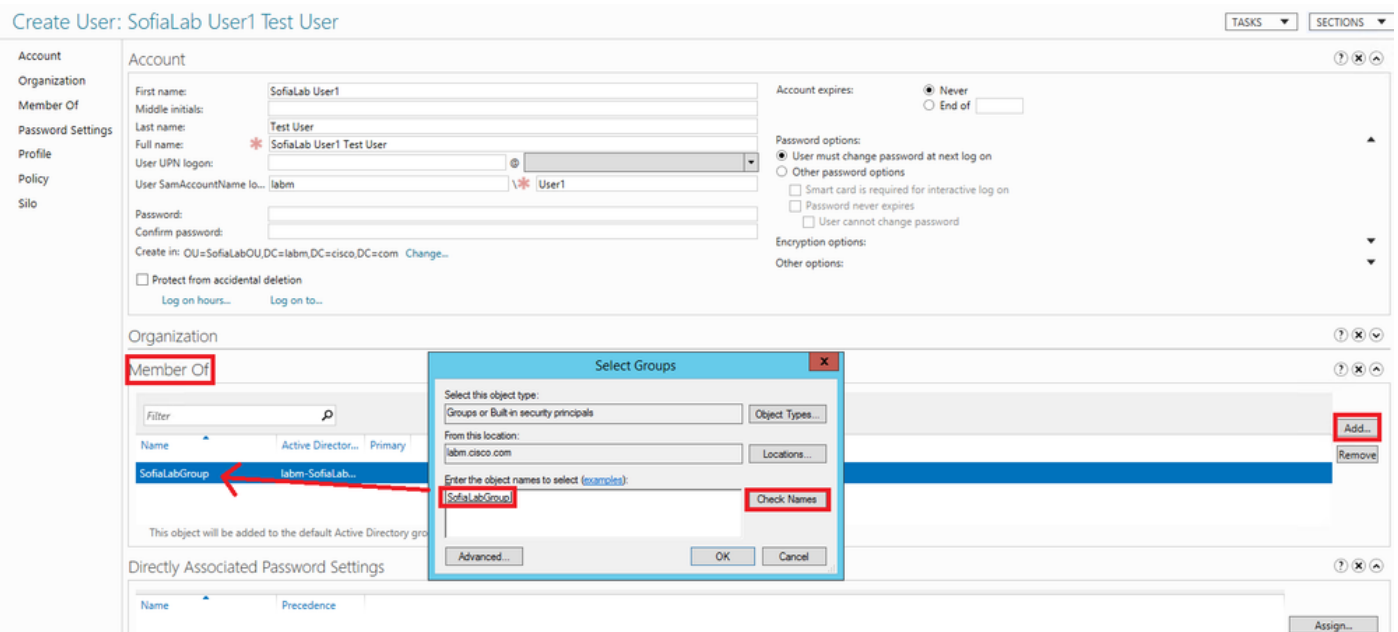 Create User: SofiaLab User1 Test User
TASKS
SECTIONS
Account
Organization
Member Of
Password Settings
Profile
Policy
Silo
Account
First name: SofiaLab User1
Middle initials:
Last name: Test User
Full name: * SofiaLab User1 Test User
User UPN logon: @
User SamAccountName lo... labm \* User1
Password:
Confirm password:
Create in: OU=SofiaLabOU,DC=labm,DC=cisco,DC=com Change...
Protect from accidental deletion
Log on hours... Log on to...
Account expires: Never
End of
Password options:
User must change password at next log on
Other password options
Smart card is required for interactive log on
Password never expires
User cannot change password
Encryption options:
Other options:
Organization
Member Of
Filter
Name Active Director... Primary
SofiaLabGroup labm-SofiaLab...
This object will be added to the default Active Directory gro
Add...
Remove
Select Groups
x
Select this object type:
Groups or Built-in security principals Object Types...
From this location:
labm.cisco.com Locations...
Enter the object names to select (examples):
SofiaLabGroup Check Names
Advanced... OK Cancel
Directly Associated Password Settings
Name Precedence
Assign...